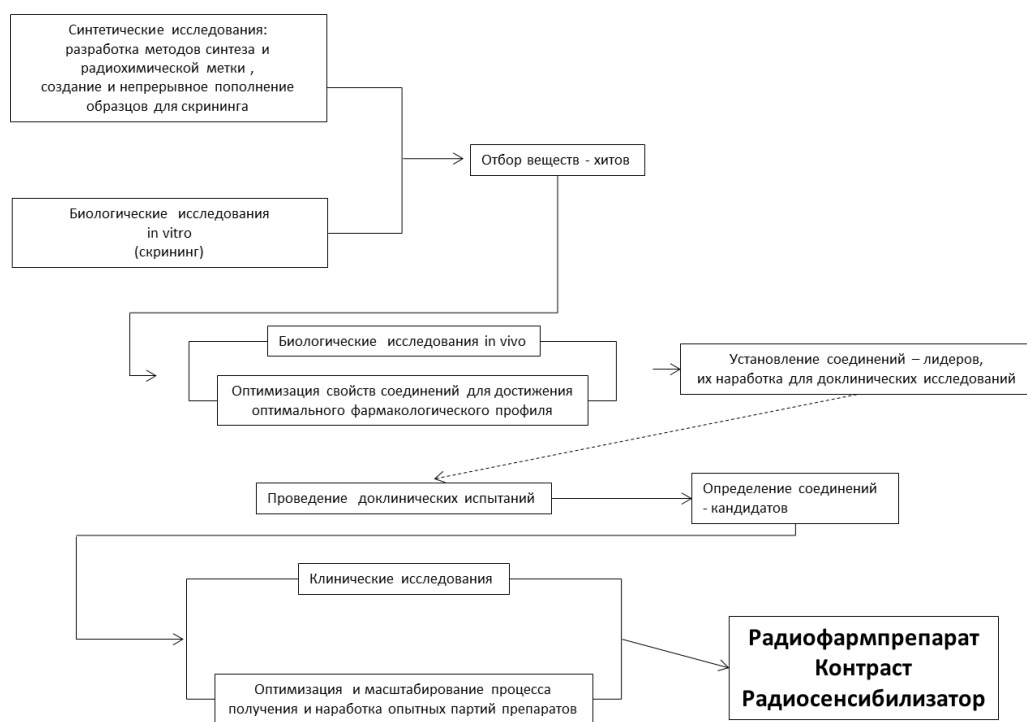 Синтетические исследования:
разработка методов синтеза и
радиохимической метки ,
создание и непрерывное пополнение
образцов для скрининга
Отбор веществ - хитов
Биологические исследования
in vitro
(скрининг)
Биологические исследования in vivo
Оптимизация свойств соединений для достижения
оптимального фармакологического профиля
Установление соединений – лидеров,
их наработка для доклинических исследований
Проведение доклинических испытаний
Определение соединений
- кандидатов
Клинические исследования
Оптимизация и масштабирование процесса
получения и наработка опытных партий препаратов
Радиофармпрепарат
Контраст
Радиосенсибилизатор